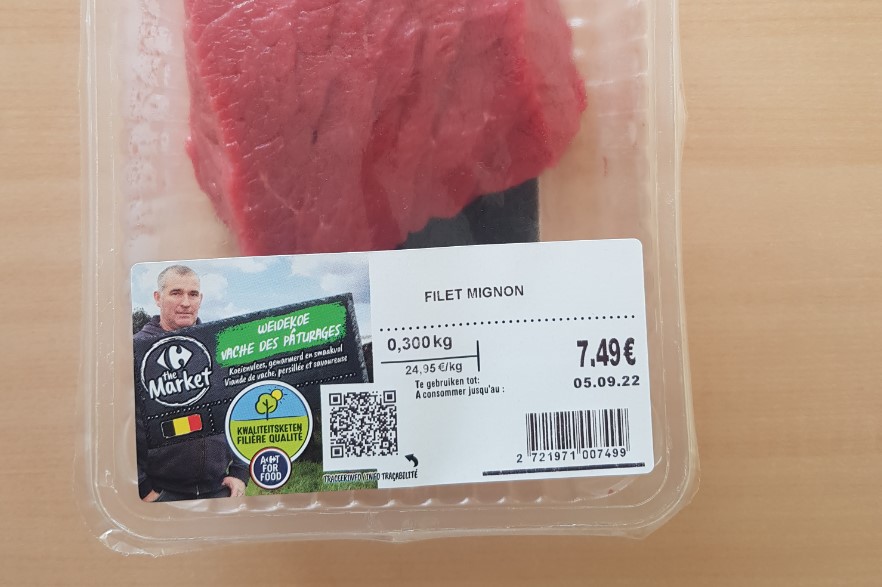 FILET MIGNON
0,300 kg
24,95 €/kg
7,49 €
Te gebruiken tot:
A consommer jusqu'au :
05.09.22
2 721971 007499
WEIDEKOE
VACHE DES PÂTURAGES
Koeienvlees, gemarmerd en smaakvol
Viande de vache, persillée et savoureuse
the
Market
KWALITEITSKETEN
FILIÈRE QUALITÉ
ACT
FOR
FOOD
TRACEERINFO/INFO TRAÇABILITÉ